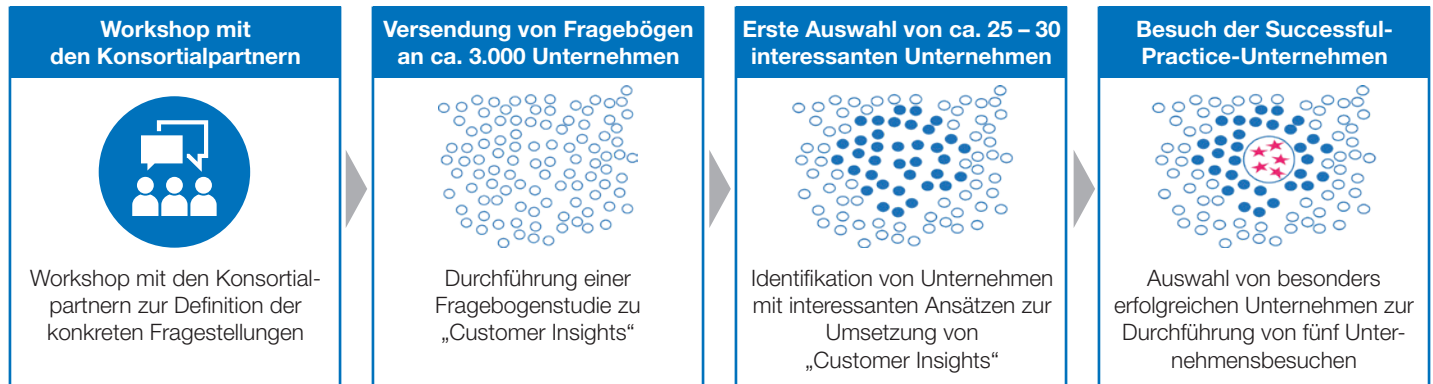 Workshop mit
den Konsortialpartnern
Workshop mit den Konsortial-
partnern zur Definition der
konkreten Fragestellungen
Versendung von Fragebögen
an ca. 3.000 Unternehmen
Durchführung einer
Fragebogenstudie zu
„Customer Insights“
Erste Auswahl von ca. 25 – 30
interessanten Unternehmen
Identifikation von Unternehmen
mit interessanten Ansätzen zur
Umsetzung von
„Customer Insights“
Besuch der Successful-
Practice-Unternehmen
Auswahl von besonders
erfolgreichen Unternehmen zur
Durchführung von fünf Unter-
nehmensbesuchen